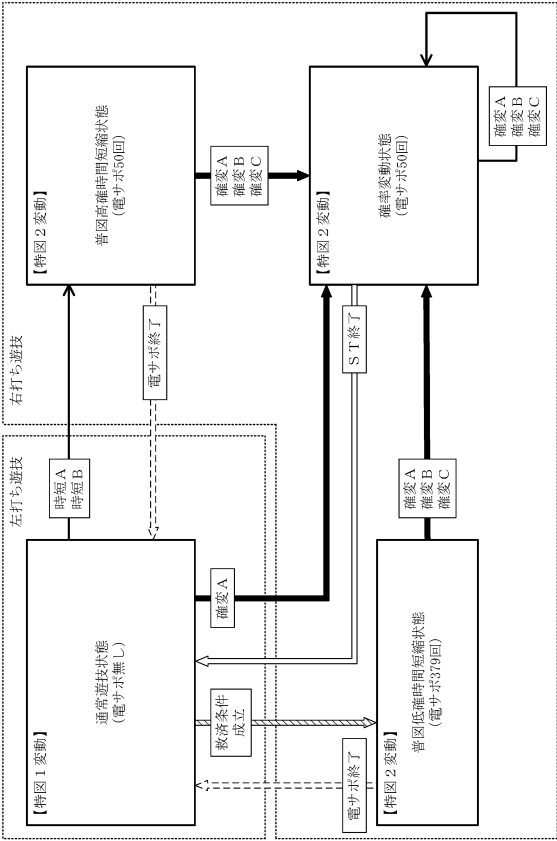 左打ち遊技
右打ち遊技
【特図１変動】
通常遊技状態
(電サポ無し)
時短Ａ
時短Ｂ
【特図２変動】
普図高確時間短縮状態
(電サポ50回)
電サポ終了
確変Ａ
確変Ａ
確変Ｂ
確変Ｃ
救済条件
成立
ＳＴ終了
【特図２変動】
確率変動状態
(電サポ50回)
電サポ終了
【特図２変動】
普図低確時間短縮状態
(電サポ379回)
確変Ａ
確変Ｂ
確変Ｃ
確変Ａ
確変Ｂ
確変Ｃ